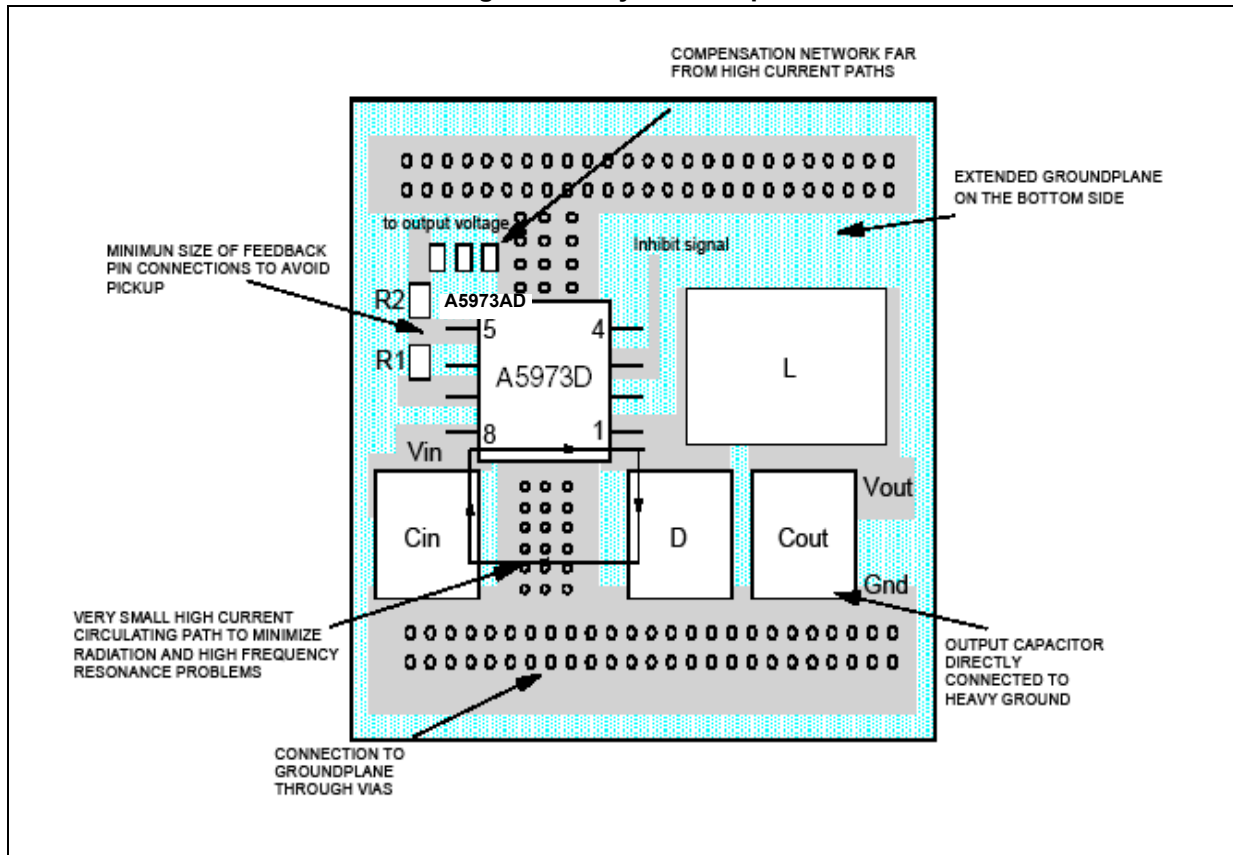 COMPENSATION NETWORK FAR
FROM HIGH CURRENT PATHS
EXTENDED GROUNDPLANE
ON THE BOTTOM SIDE
to output voltage
Inhibit signal
MINIMUN SIZE OF FEEDBACK
PIN CONNECTIONS TO AVOID
PICKUP
R2
A5973AD
5
4
R1
A5973D
L
8
1
Vin
Vout
Cin
D
Cout
Gnd
VERY SMALL HIGH CURRENT
CIRCULATING PATH TO MINIMIZE
RADIATION AND HIGH FREQUENCY
RESONANCE PROBLEMS
OUTPUT CAPACITOR
DIRECTLY
CONNECTED TO
HEAVY GROUND
CONNECTION TO
GROUNDPLANE
THROUGH VIAS